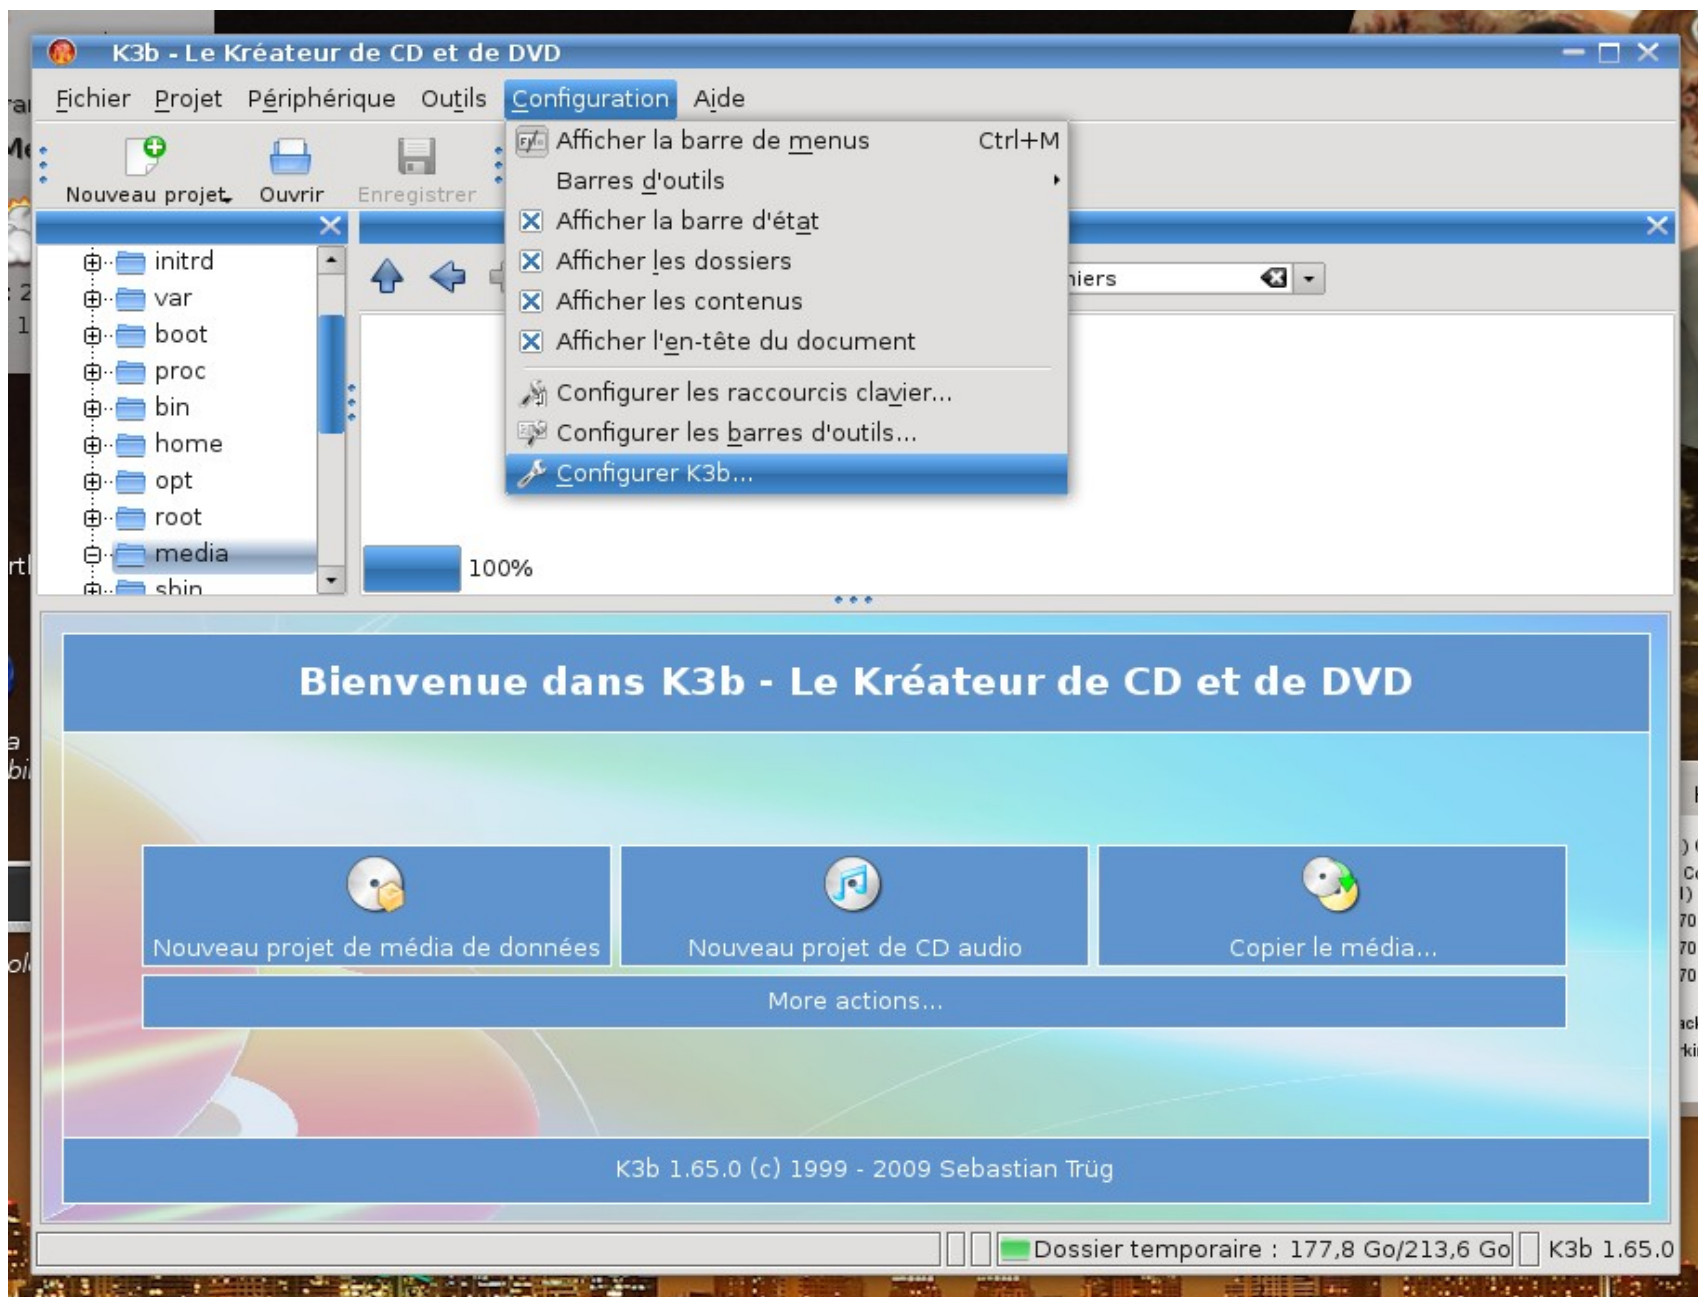 K3b - Le Kréateur de CD et de DVD
Fichier Projet Périphérique Outils Configuration Aide
Nouveau projet Ouvrir Enregistrer
Afficher la barre de menus Ctrl+M
Barres d'outils
Afficher la barre d'état
Afficher les dossiers
Afficher les contenus
Afficher l'en-tête du document
Configurer les raccourcis clavier...
Configurer les barres d'outils...
Configurer K3b...
initrd
var
boot
proc
bin
home
opt
root
media
sbin
100%
Bienvenue dans K3b - Le Kréateur de CD et de DVD
Nouveau projet de média de données
Nouveau projet de CD audio
Copier le média...
More actions...
K3b 1.65.0 (c) 1999 - 2009 Sebastian Trüg
Dossier temporaire : 177,8 Go/213,6 Go
K3b 1.65.0